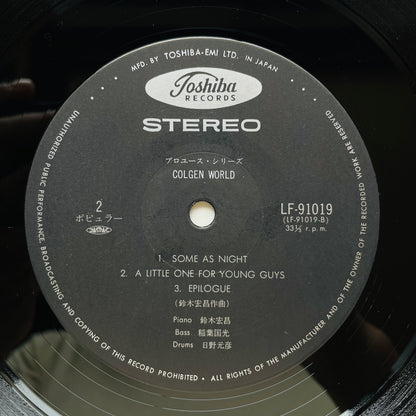 MFD. BY TOSHIBA-EMI LTD. IN JAPAN
Toshiba
RECORDS
STEREO
プロユース・シリーズ
COLGEN WORLD
2
ポピュラー
LF-91019
(LF-91019-B)
33⅓ r.p.m.
1. SOME AS NIGHT
2. A LITTLE ONE FOR YOUNG GUYS
3. EPILOGUE
(鈴木宏昌作曲)
Piano 鈴木宏昌
Bass 稲葉国光
Drums 日野元彦
UNAUTHORIZED PUBLIC PERFORMANCE, BROADCASTING AND COPYING OF THIS RECORD PROHIBITED • ALL RIGHTS OF THE MANUFACTURER AND OF THE OWNER OF THE RECORDED WORK ARE RESERVED